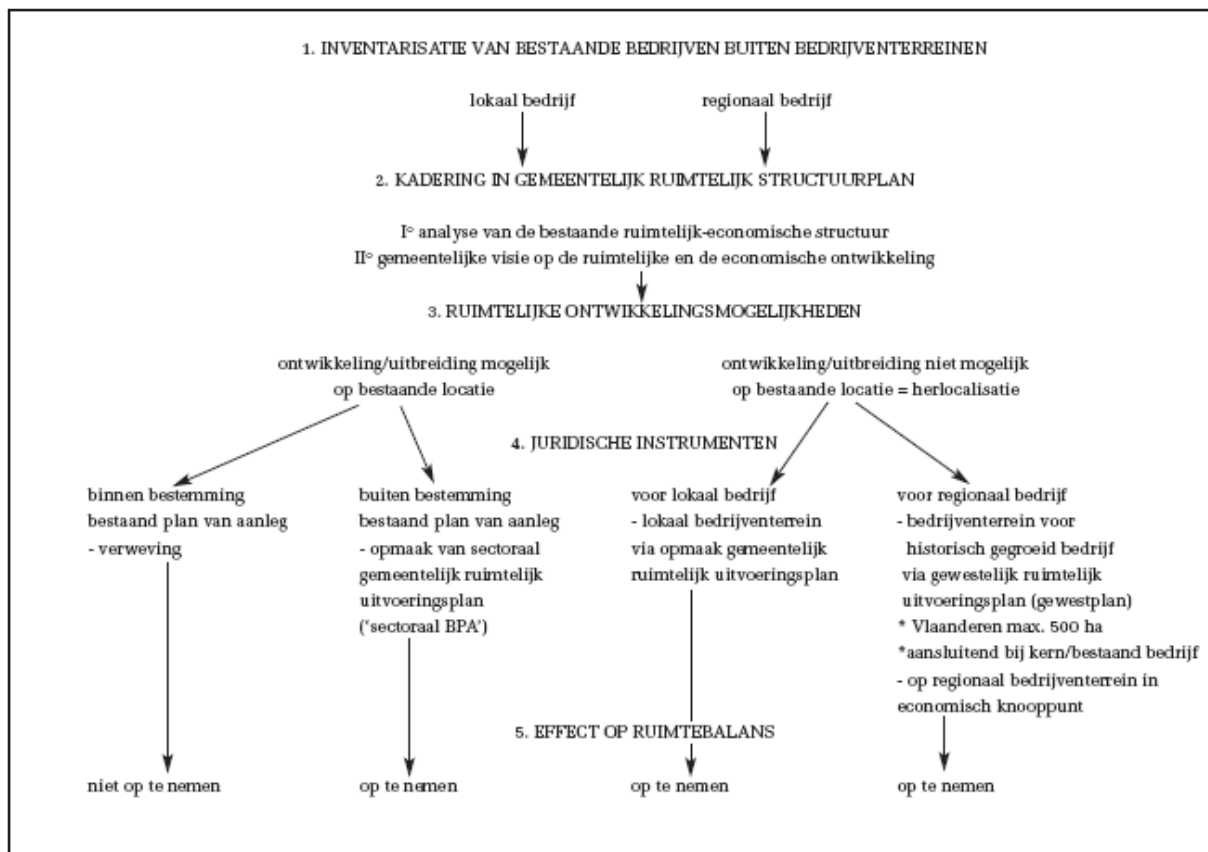 1. INVENTARISATIE VAN BESTAANDE BEDRIJVEN BUITEN BEDRIJVENTERREINEN
lokaal bedrijf
regionaal bedrijf
2. KADERING IN GEMEENTELIJK RUIMTELIJK STRUCTUURPLAN
I° analyse van de bestaande ruimtelijk-economische structuur
II° gemeentelijke visie op de ruimtelijke en de economische ontwikkeling
3. RUIMTELIJKE ONTWIKKELINGSMOGELIJKHEDEN
ontwikkeling/uitbreiding mogelijk
op bestaande locatie
ontwikkeling/uitbreiding niet mogelijk
op bestaande locatie = herlocalisatie
4. JURIDISCHE INSTRUMENTEN
binnen bestemming
bestaand plan van aanleg
- verweving
buiten bestemming
bestaand plan van aanleg
- opmaak van sectoraal
gemeentelijk ruimtelijk
uitvoeringsplan
('sectoraal BPA')
voor lokaal bedrijf
- lokaal bedrijventerrein
via opmaak gemeentelijk
ruimtelijk uitvoeringsplan
voor regionaal bedrijf
- bedrijventerrein voor
historisch gegroeid bedrijf
via gewestelijk ruimtelijk
uitvoeringsplan (gewestplan)
* Vlaanderen max. 500 ha
*aansluitend bij kern/bestaand bedrijf
- op regionaal bedrijventerrein in
economisch knooppunt
5. EFFECT OP RUIMTEBALANS
niet op te nemen
op te nemen
op te nemen
op te nemen